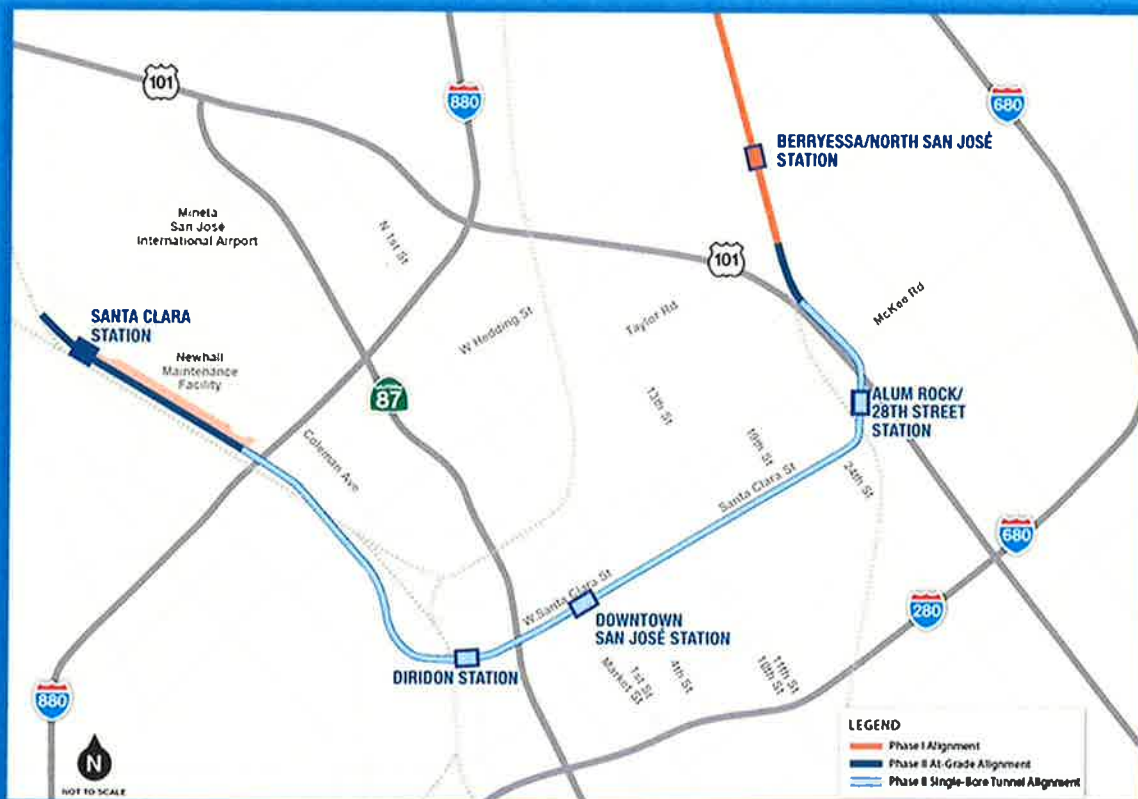 101
880
680
BERRYESSA/NORTH SAN JOSÉ
STATION
Mineta
San José
International Airport
N 1st St
101
McKee Rd
SANTA CLARA
STATION
W Hedding St
Taylor Rd
Newhall
Maintenance
Facility
87
13th St
ALUM ROCK/
28TH STREET
STATION
Coleman Ave
19th St
Santa Clara St
24th St
680
W Santa Clara St
280
DOWNTOWN
SAN JOSÉ STATION
DIRIDON STATION
Market St
1st St
4th St
10th St
11th St
880
N
NOT TO SCALE
LEGEND
Phase I Alignment
Phase II At-Grade Alignment
Phase II Single-Bore Tunnel Alignment